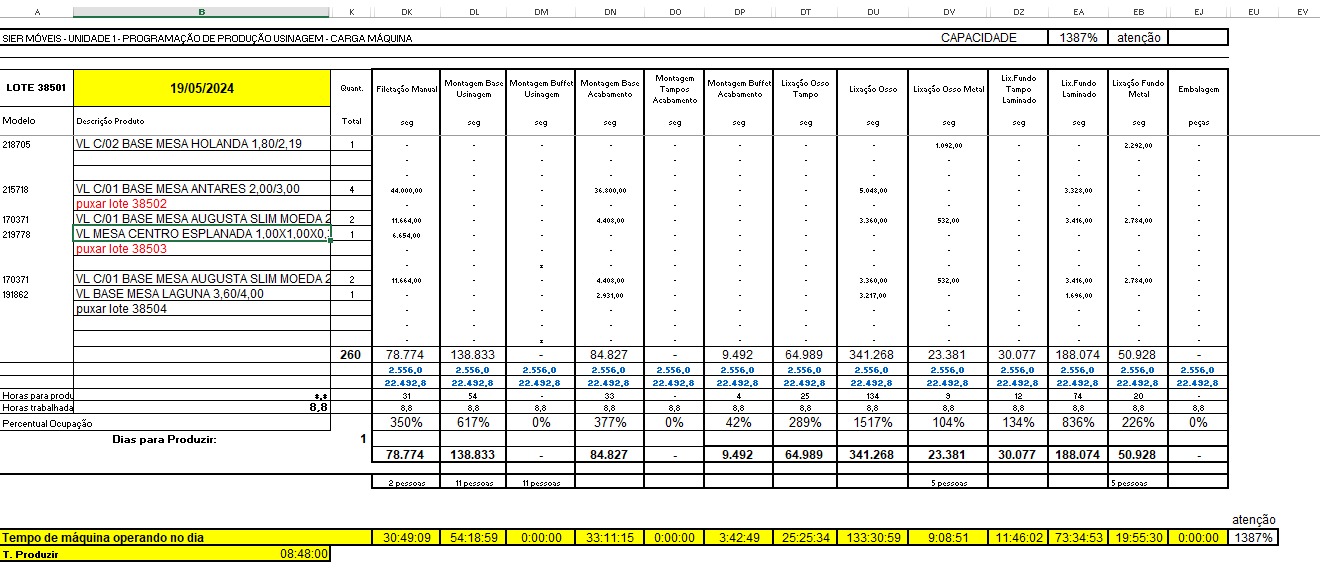 A B K DK DL DM DN DO DP DT DU DV DZ EA EB EJ EU EV
SIER MÓVEIS - UNIDADE 1- PROGRAMAÇÃO DE PRODUÇÃO USINAGEM - CARGA MÁQUINA CAPACIDADE 1387% atenção
LOTE 38501 19/05/2024 Quant. Filetação Manual Montagem Base Usinagem Montagem Buffet Usinagem Montagem Base Acabamento Montagem Tampos Acabamento Montagem Buffet Acabamento Lixação Osso Tampo Lixação Osso Lixação Osso Metal Lix.Fundo Tampo Laminado Lix.Fundo Laminado Lixação Fundo Metal Embalagem
Modelo Descrição Produto Total seg seg seg seg seg seg seg seg seg seg seg seg peças
218705 VL C/02 BASE MESA HOLANDA 1,80/2,19 1 - - - - - - - - 1.092,00 - - 2.292,00 -
- - - - - - - - - - - - -
- - - - - - - - - - - - -
215718 VL C/01 BASE MESA ANTARES 2,00/3,00 4 44.000,00 - - 36.800,00 - - - 5.048,00 - - 3.328,00 - -
puxar lote 38502 - - - - - - - - - - - - -
170371 VL C/01 BASE MESA AUGUSTA SLIM MOEDA 2 2 11.664,00 - - 4.408,00 - - - 3.360,00 532,00 - 3.416,00 2.784,00 -
219778 VL MESA CENTRO ESPLANADA 1,00X1,00X0, 1 6.654,00 - - - - - - - - - - - -
puxar lote 38503 - - - - - - - - - - - - -
- - x - - - - - - - - - -
170371 VL C/01 BASE MESA AUGUSTA SLIM MOEDA 2 2 11.664,00 - - 4.408,00 - - - 3.360,00 532,00 - 3.416,00 2.784,00 -
191862 VL BASE MESA LAGUNA 3,60/4,00 1 - - - 2.931,00 - - - 3.217,00 - - 1.696,00 - -
puxar lote 38504 - - - - - - - - - - - - -
- - - - - - - - - - - - -
- - x - - - - - - - - - -
260 78.774 138.833 - 84.827 - 9.492 64.989 341.268 23.381 30.077 188.074 50.928 -
2.556,0 2.556,0 2.556,0 2.556,0 2.556,0 2.556,0 2.556,0 2.556,0 2.556,0 2.556,0 2.556,0 2.556,0 2.556,0
22.492,8 22.492,8 22.492,8 22.492,8 22.492,8 22.492,8 22.492,8 22.492,8 22.492,8 22.492,8 22.492,8 22.492,8 22.492,8
Horas para produ 31 54 - 33 - 4 25 134 9 12 74 20 -
Horas trabalhada 8,8 8,8 8,8 8,8 8,8 8,8 8,8 8,8 8,8 8,8 8,8 8,8 8,8 8,8
Percentual Ocupação 350% 617% 0% 377% 0% 42% 289% 1517% 104% 134% 836% 226% 0%
Dias para Produzir: 1
78.774 138.833 - 84.827 - 9.492 64.989 341.268 23.381 30.077 188.074 50.928 -
2 pessoas 11 pessoas 11 pessoas 5 pessoas 5 pessoas
atenção
Tempo de máquina operando no dia 30:49:09 54:18:59 0:00:00 33:11:15 0:00:00 3:42:49 25:25:34 133:30:59 9:08:51 11:46:02 73:34:53 19:55:30 0:00:00 1387%
T. Produzir 08:48:00